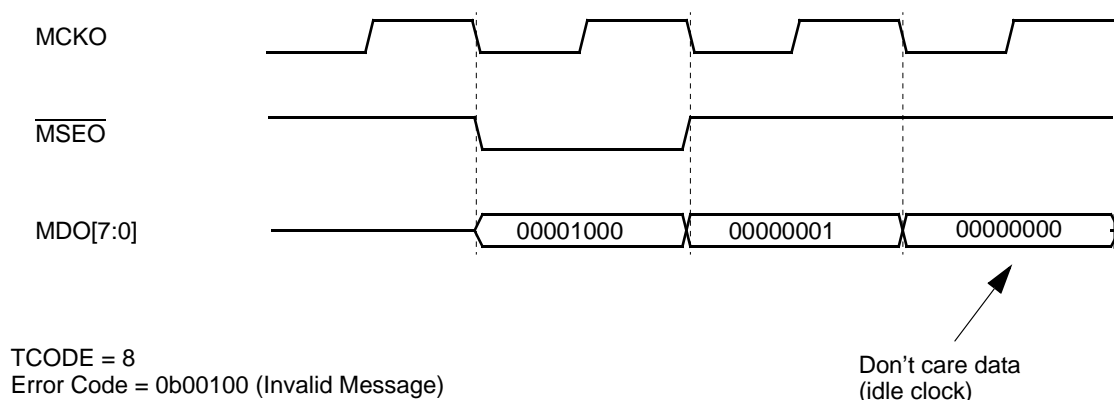 MCKO
MSEO
MDO[7:0]
00001000
00000001
00000000
TCODE = 8
Error Code = 0b00100 (Invalid Message)
Don't care data
(idle clock)